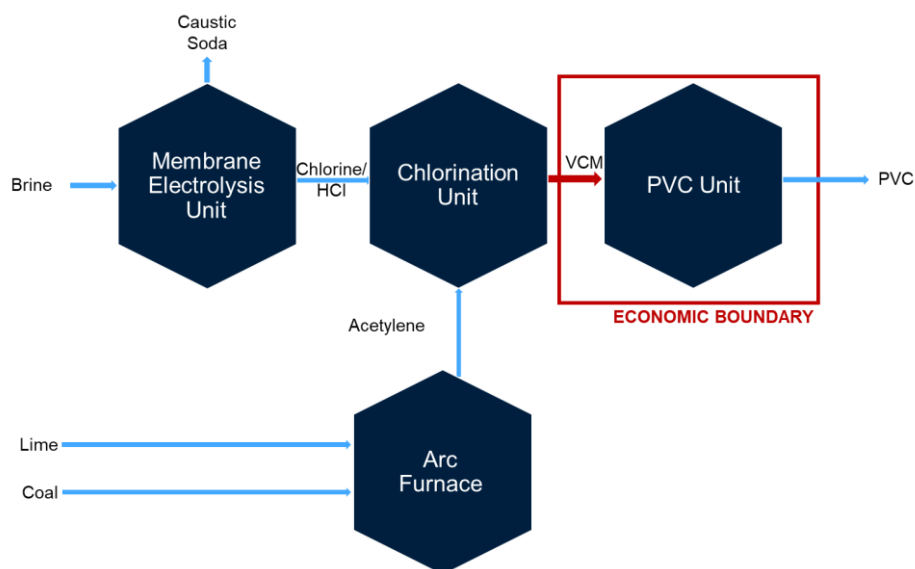 Caustic
Soda
Brine
Membrane
Electrolysis
Unit
Chlorine/
HCl
Chlorination
Unit
VCM
PVC Unit
PVC
ECONOMIC BOUNDARY
Acetylene
Lime
Coal
Arc
Furnace